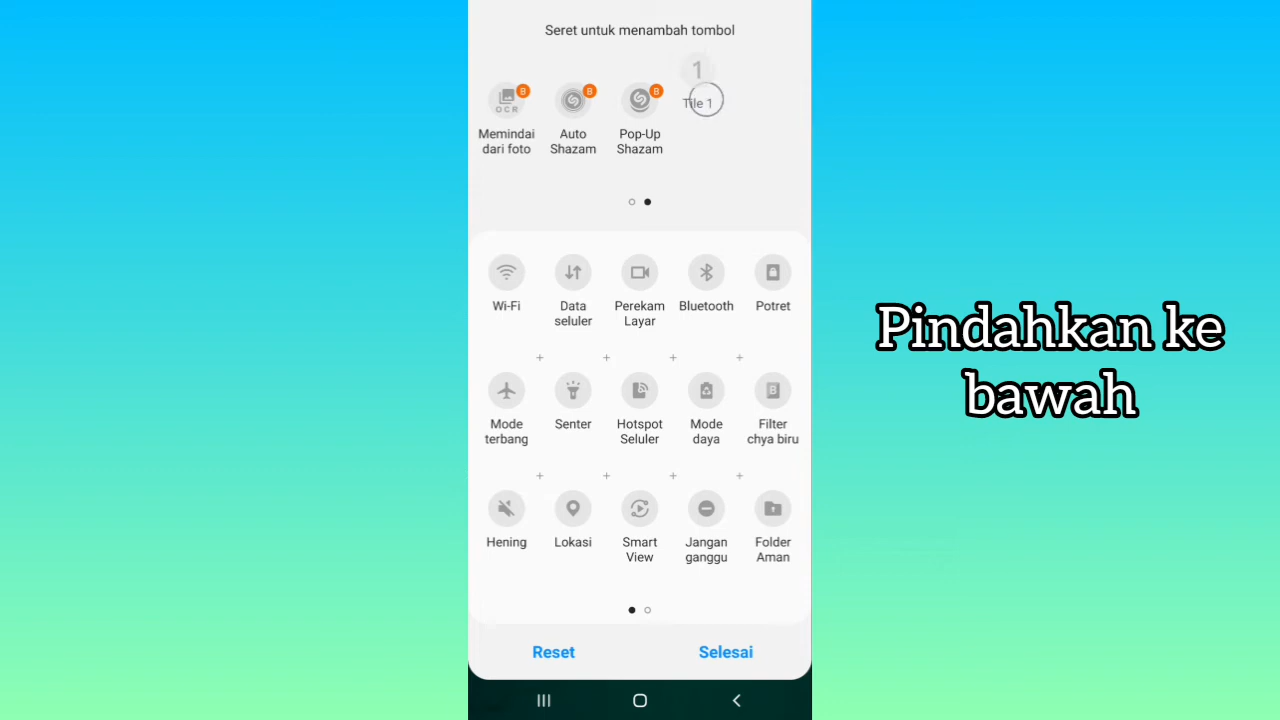 Seret untuk menambah tombol
1
Tile 1
B
B
B
OCR
Memindai
dari foto
Auto
Shazam
Pop-Up
Shazam
Wi-Fi
Data
seluler
Perekam
Layar
Bluetooth
Potret
Mode
terbang
Senter
Hotspot
Seluler
Mode
daya
B
Filter
chya biru
Hening
Lokasi
Smart
View
Jangan
ganggu
Folder
Aman
Reset
Selesai
Pindahkan ke
bawah